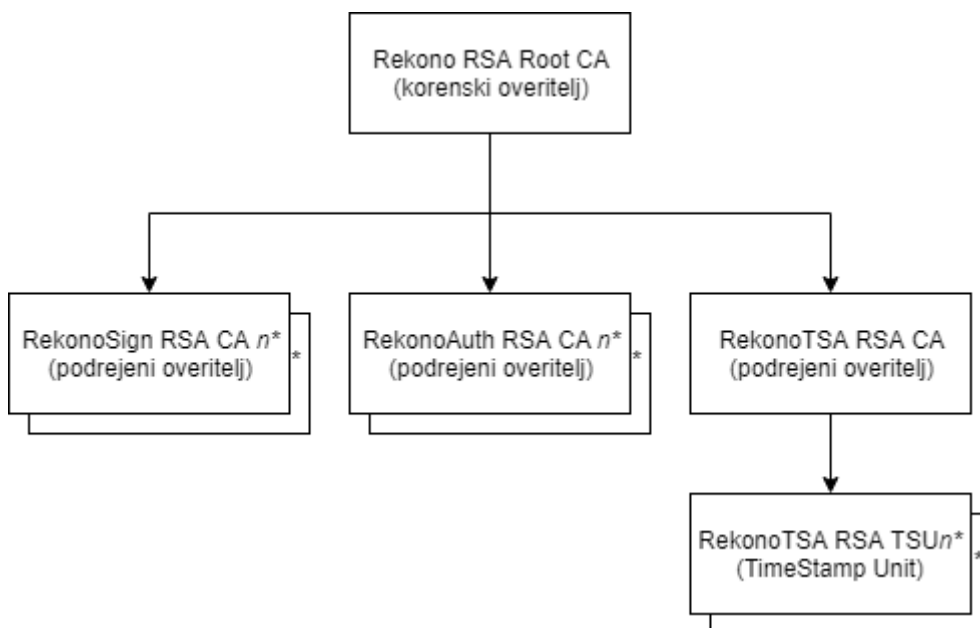 Rekono RSA Root CA
(korenski overitelj)
RekonoSign RSA CA n*
(podrejeni overitelj)
*
RekonoAuth RSA CA n*
(podrejeni overitelj)
*
RekonoTSA RSA CA
(podrejeni overitelj)
RekonoTSA RSA TSUn*
(TimeStamp Unit)
*